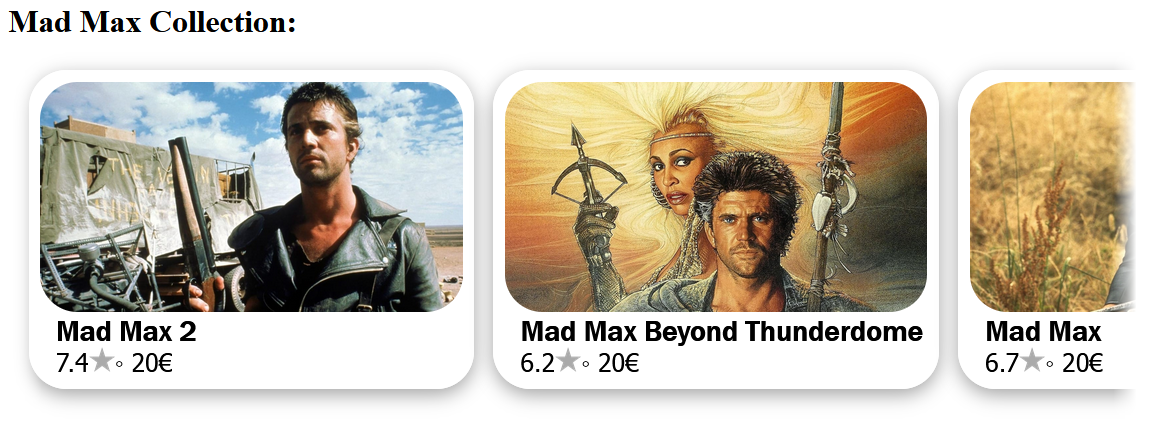 Mad Max Collection:
Mad Max 2
7.4★◦ 20€
Mad Max Beyond Thunderdome
6.2★◦ 20€
Mad Max
6.7★◦ 20€